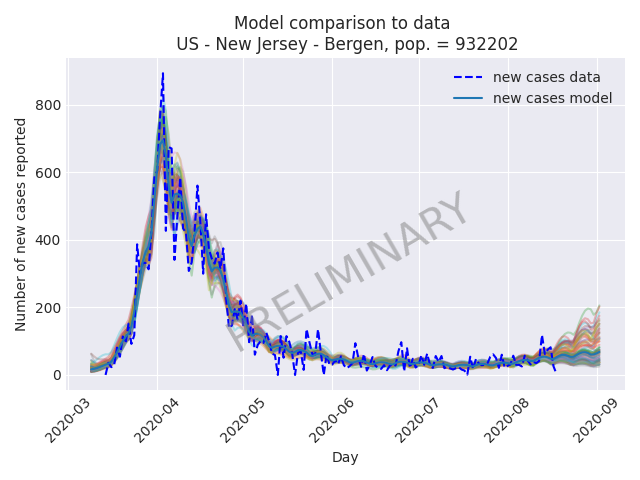 Model comparison to data
US - New Jersey - Bergen, pop. = 932202
new cases data
new cases model
Number of new cases reported
800
600
400
200
0
PRELIMINARY
2020-03
2020-04
2020-05
2020-06
2020-07
2020-08
2020-09
Day